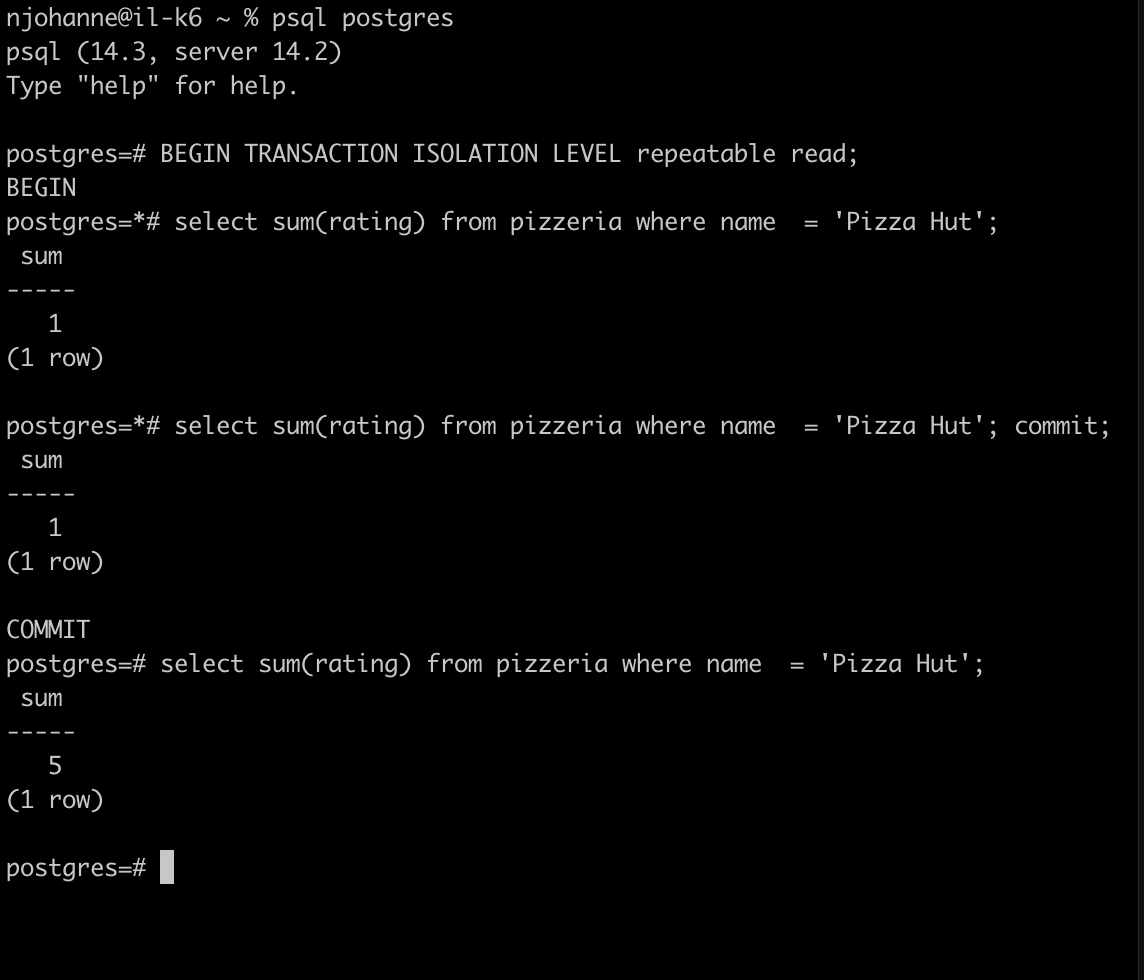 njohanne@il-k6 ~ % psql postgres
psql (14.3, server 14.2)
Type "help" for help.
postgres=# BEGIN TRANSACTION ISOLATION LEVEL repeatable read;
BEGIN
postgres=*# select sum(rating) from pizzeria where name  = 'Pizza Hut';
 sum
-----
   1
(1 row)
postgres=*# select sum(rating) from pizzeria where name  = 'Pizza Hut'; commit;
 sum
-----
   1
(1 row)
COMMIT
postgres=# select sum(rating) from pizzeria where name  = 'Pizza Hut';
 sum
-----
   5
(1 row)
postgres=#